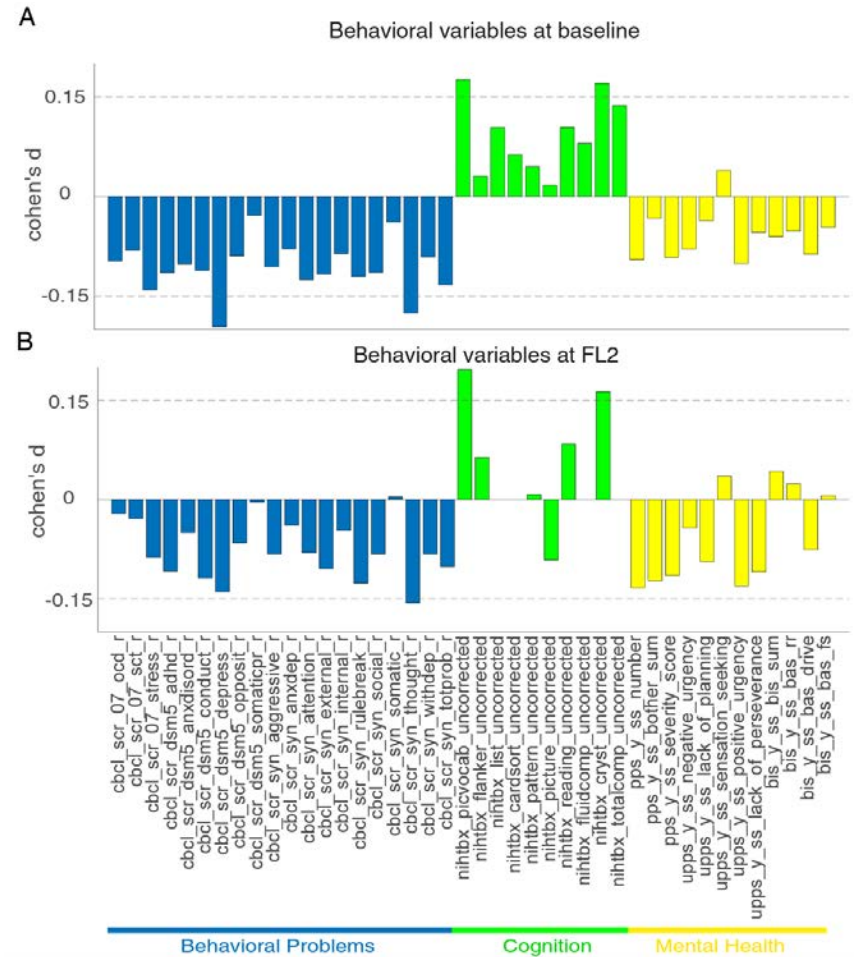 A
Behavioral variables at baseline
0.15
0
-0.15
cohen's d
B
Behavioral variables at FL2
0.15
0
-0.15
cohen's d
cbcl_scr_07_ocd_r
cbcl_scr_07_sct_r
cbcl_scr_07_stress_r
cbcl_scr_dsm5_adhd_r
cbcl_scr_dsm5_anxdisord_r
cbcl_scr_dsm5_conduct_r
cbcl_scr_dsm5_depress_r
cbcl_scr_dsm5_opposit_r
cbcl_scr_dsm5_somaticpr_r
cbcl_scr_syn_aggressive_r
cbcl_scr_syn_anxdep_r
cbcl_scr_syn_attention_r
cbcl_scr_syn_external_r
cbcl_scr_syn_internal_r
cbcl_scr_syn_rulebreak_r
cbcl_scr_syn_social_r
cbcl_scr_syn_somatic_r
cbcl_scr_syn_thought_r
cbcl_scr_syn_withdep_r
cbcl_scr_syn_totprob_r
nihtbx_picvocab_uncorrected
nihtbx_flanker_uncorrected
nihtbx_list_uncorrected
nihtbx_cardsort_uncorrected
nihtbx_pattern_uncorrected
nihtbx_picture_uncorrected
nihtbx_reading_uncorrected
nihtbx_fluidcomp_uncorrected
nihtbx_cryst_uncorrected
nihtbx_totalcomp_uncorrected
pps_y_ss_number
pps_y_ss_bother_sum
pps_y_ss_severity_score
upps_y_ss_negative_urgency
upps_y_ss_lack_of_planning
upps_y_ss_sensation_seeking
upps_y_ss_positive_urgency
upps_y_ss_lack_of_perseverance
bis_y_ss_bis_sum
bis_y_ss_bas_rr
bis_y_ss_bas_drive
bis_y_ss_bas_fs
Behavioral Problems
Cognition
Mental Health